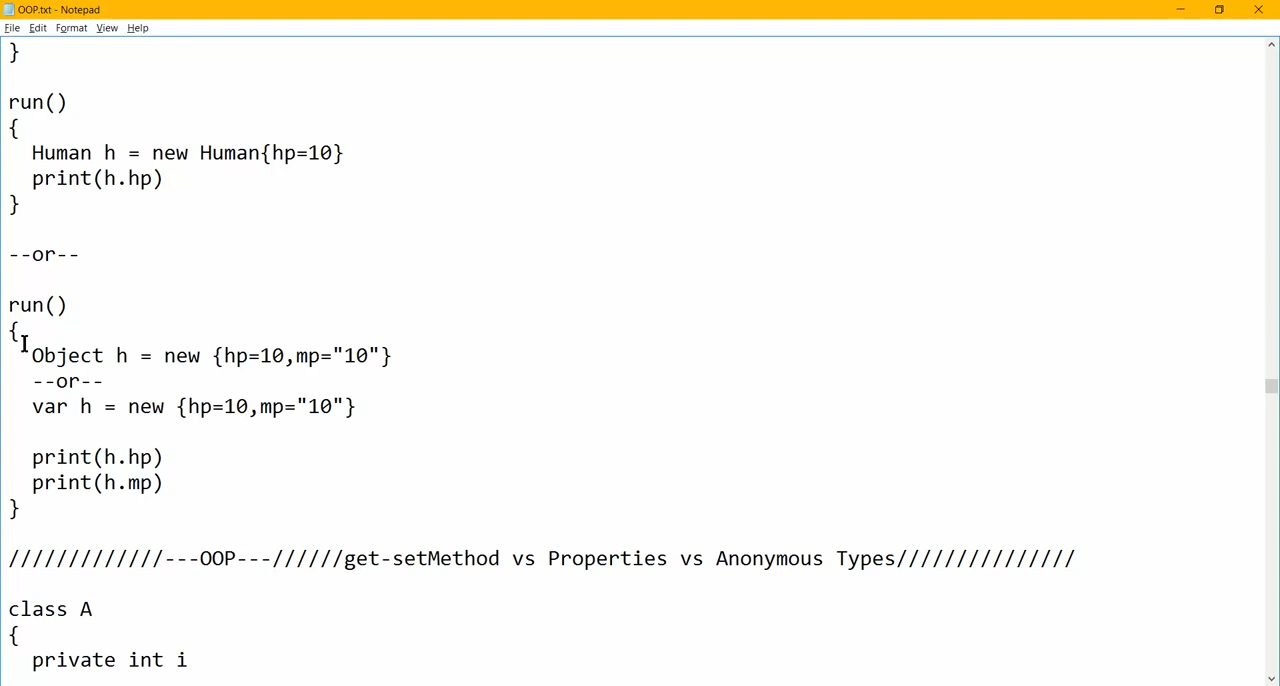 OOP.txt - Notepad
File Edit Format View Help
}
run()
{
Human h = new Human{hp=10}
print(h.hp)
}
--or--
run()
{
Object h = new {hp=10,mp="10"}
--or--
var h = new {hp=10,mp="10"}
print(h.hp)
print(h.mp)
}
/////////////---OOP---//////get-setMethod vs Properties vs Anonymous Types///////////////
class A
{
private int i